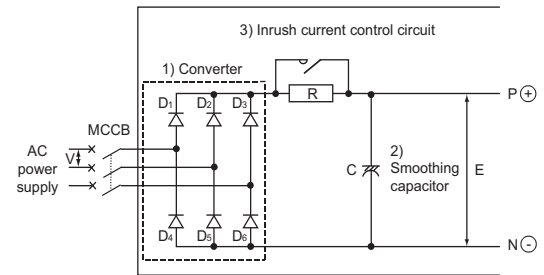 3) Inrush current control circuit
1) Converter
D1 D2 D3
R
P⊕
MCCB
AC
power
supply
V
C
2)
Smoothing
capacitor
E
D4 D5 D6
N⊖